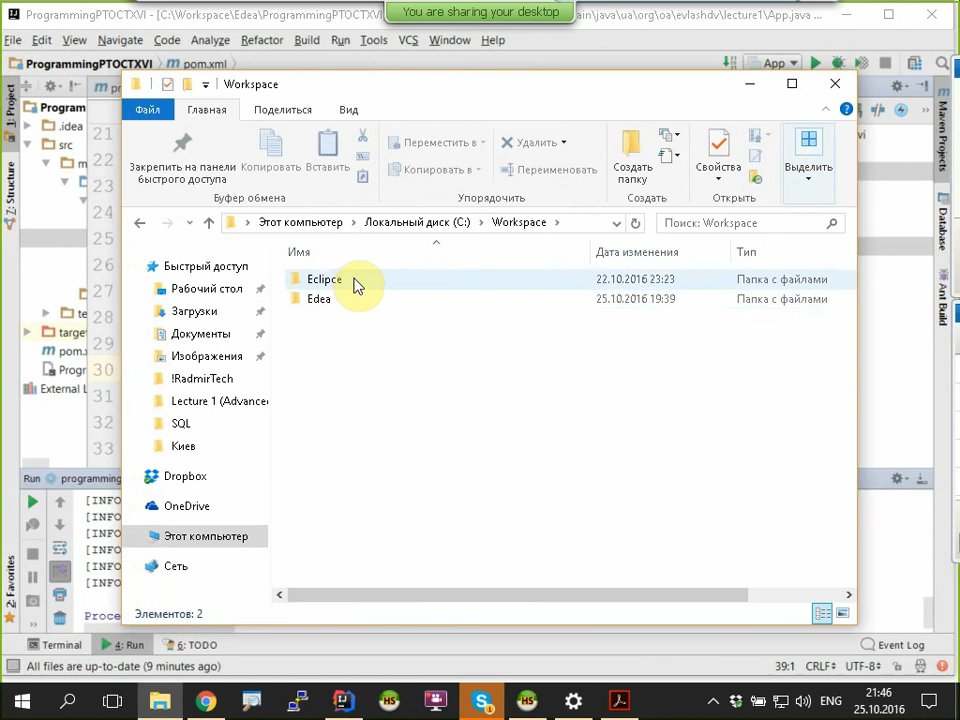 ProgrammingPTOCTXVI - [C:\Workspace\Edea\ProgrammingPTOCTXVI
You are sharing your desktop
ain\java\ua\org\oa\evlashdv\lecture1\App.java ...
File Edit View Navigate Code Analyze Refactor Build Run Tools VCS Window Help
ProgrammingPTOCTXVI pom.xml
App
Workspace
Файл Главная Поделиться Вид
Закрепить на панели быстрого доступа
Копировать
Вставить
Буфер обмена
Переместить в
Копировать в
Удалить
Переименовать
Упорядочить
Создать папку
Создать
Свойства
Открыть
Выделить
Этот компьютер Локальный диск (C:) Workspace
Поиск: Workspace
Имя Дата изменения Тип
Eclipse 22.10.2016 23:23 Папка с файлами
Edea 25.10.2016 19:39 Папка с файлами
Быстрый доступ
Рабочий стол
Загрузки
Документы
Изображения
!RadmirTech
Lecture 1 (Advance
SQL
Киев
Dropbox
OneDrive
Этот компьютер
Сеть
Элементов: 2
1: Project
7: Structure
2: Favorites
Program
.idea
src
m
te
target
pom.x
Progr
External L
21
22
23
24
25
26
27
28
29
30
31
32
33
Maven Projects
Database
Ant Build
Run programming
[INFO
[INFO
[INFO
[INFO
[INFO
[INFO
Proce
Terminal 4: Run 6: TODO Event Log
All files are up-to-date (9 minutes ago) 39:1 CRLF UTF-8
ENG 21:46
25.10.2016